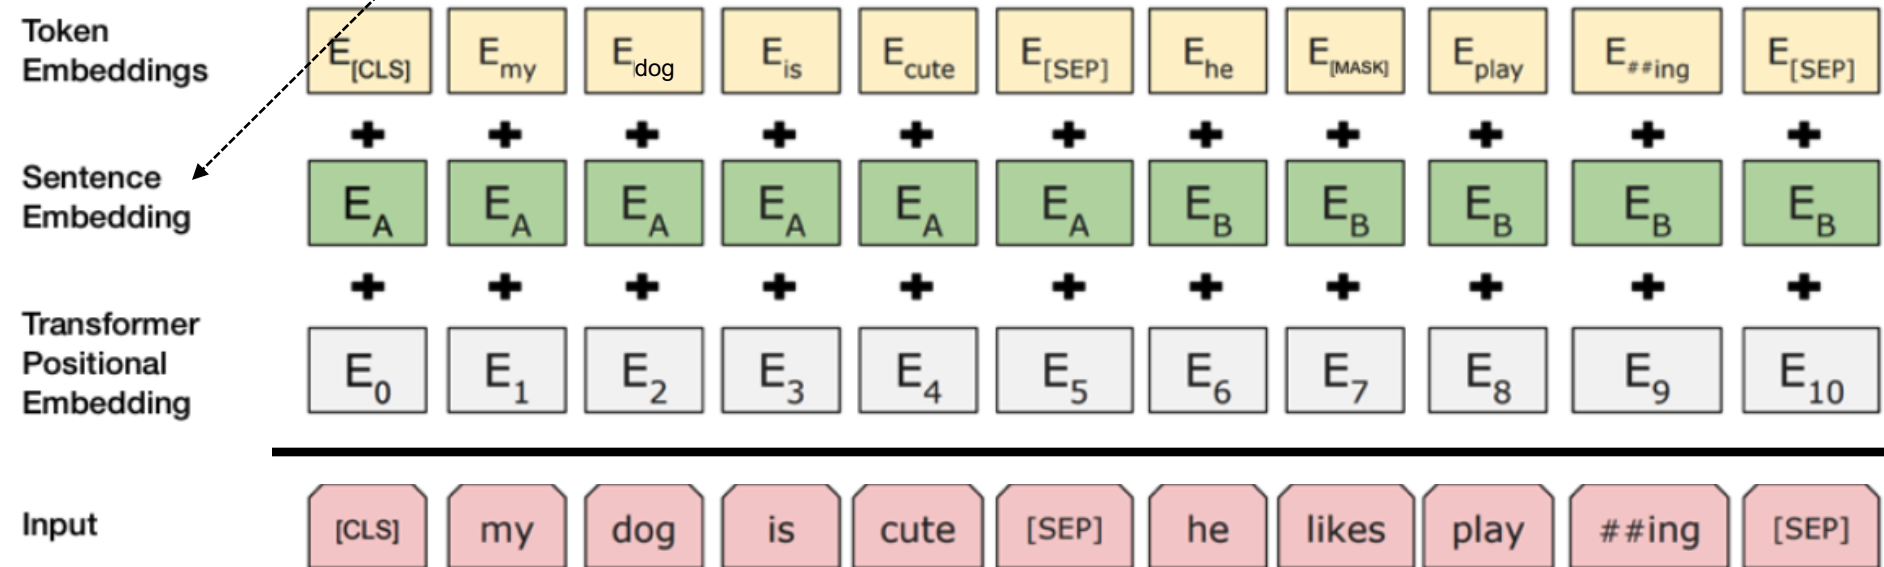 Token
Embeddings
E[CLS] Emy Edog Eis Ecute E[SEP] Ehe E[MASK] Eplay E##ing E[SEP]
+ + + + + + + + + + +
Sentence
Embedding
EA EA EA EA EA EA EB EB EB EB EB
+ + + + + + + + + + +
Transformer
Positional
Embedding
E0 E1 E2 E3 E4 E5 E6 E7 E8 E9 E10
Input
[CLS] my dog is cute [SEP] he likes play ##ing [SEP]